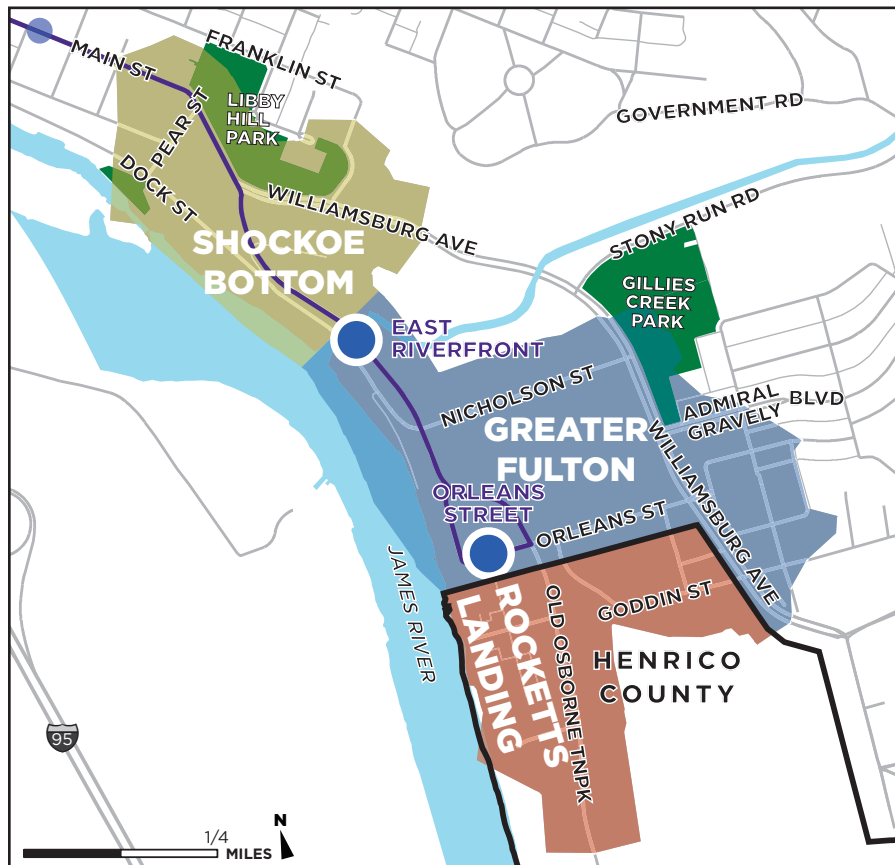 FRANKLIN ST
MAIN ST
LIBBY
HILL
PARK
PEAR ST
GOVERNMENT RD
DOCK ST
WILLIAMSBURG AVE
STONY RUN RD
SHOCKOE
BOTTOM
GILLIES
CREEK
PARK
EAST
RIVERFRONT
NICHOLSON ST
ADMIRAL
GRAVELY BLVD
GREATER
FULTON
WILLIAMSBURG AVE
ORLEANS
STREET
ORLEANS ST
JAMES RIVER
ROCKETTS
LANDING
OLD OSBORNE TNPK
GODDIN ST
HENRICO
COUNTY
95
1/4
MILES
N